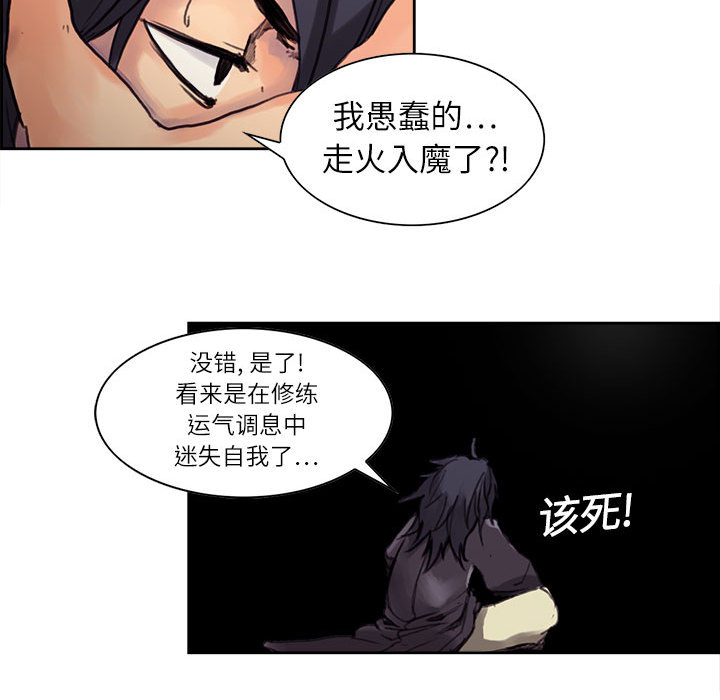 我愚蠢的...
走火入魔了?!
没错, 是了!
看来是在修练
运气调息中
迷失自我了...
该死!